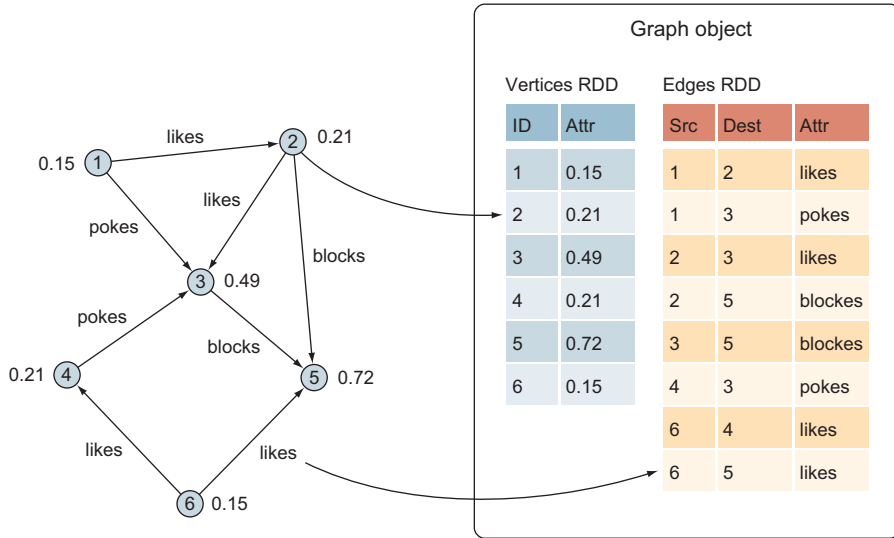 Graph object
Vertices RDD Edges RDD
ID Attr Src Dest Attr
1 0.15 1 2 likes
2 0.21 1 3 pokes
3 0.49 2 3 likes
4 0.21 2 5 blockes
5 0.72 3 5 blockes
6 0.15 4 3 pokes
6 4 likes
6 5 likes
likes
2 0.21
0.15 1
likes
pokes
blocks
3 0.49
pokes
blocks
0.21 4
5 0.72
likes
likes
6 0.15